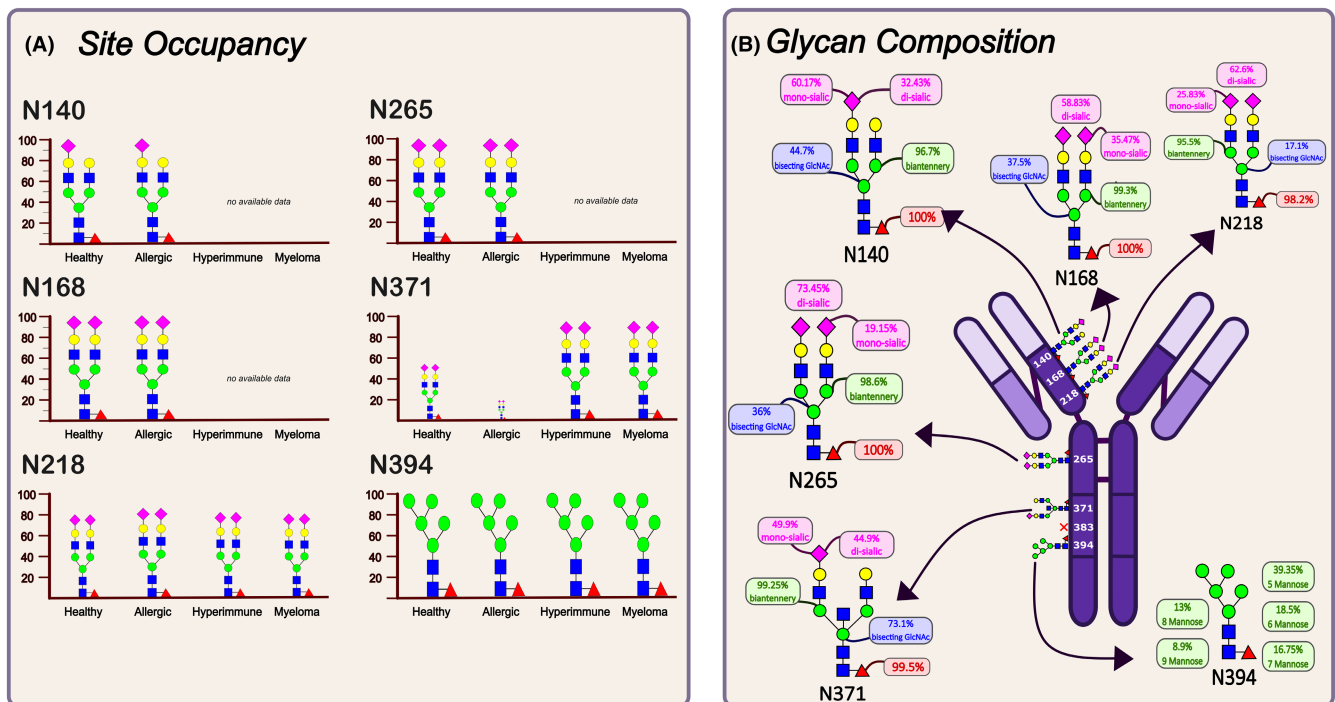 (A) Site Occupancy
N140
100
80
60
40
20
no available data
Healthy Allergic Hyperimmune Myeloma
N265
100
80
60
40
20
no available data
Healthy Allergic Hyperimmune Myeloma
N168
100
80
60
40
20
no available data
Healthy Allergic Hyperimmune Myeloma
N371
100
80
60
40
20
Healthy Allergic Hyperimmune Myeloma
N218
100
80
60
40
20
Healthy Allergic Hyperimmune Myeloma
N394
100
80
60
40
20
Healthy Allergic Hyperimmune Myeloma
(B) Glycan Composition
60.17%
mono-sialic
32.43%
di-sialic
44.7%
bisecting GlcNAc
96.7%
biantennery
100%
N140
58.83%
di-sialic
35.47%
mono-sialic
37.5%
bisecting GlcNAc
99.3%
biantennery
100%
N168
62.6%
di-sialic
25.83%
mono-sialic
95.5%
biantennery
17.1%
bisecting GlcNAc
98.2%
N218
73.45%
di-sialic
19.15%
mono-sialic
98.6%
biantennery
36%
bisecting GlcNAc
100%
N265
140
168
218
265
371
383
394
49.9%
mono-sialic
44.9%
di-sialic
99.25%
biantennery
73.1%
bisecting GlcNAc
99.5%
N371
39.35%
5 Mannose
13%
8 Mannose
18.5%
6 Mannose
8.9%
9 Mannose
16.75%
7 Mannose
N394